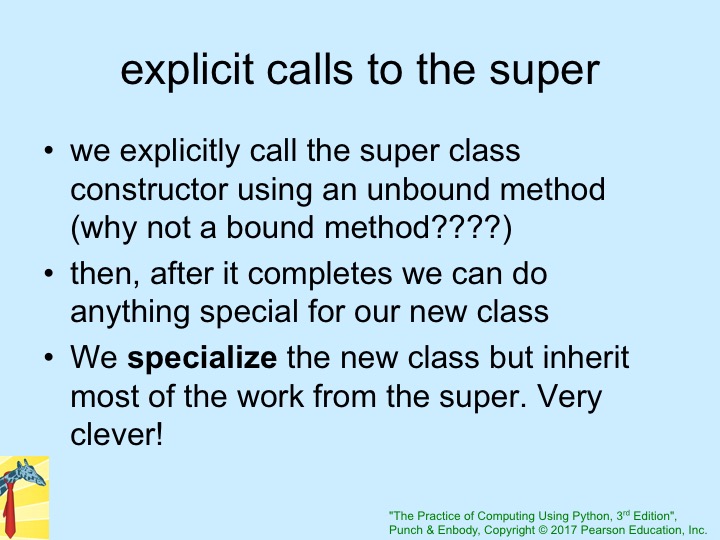 explicit calls to the super
• we explicitly call the super class
constructor using an unbound method
(why not a bound method????)
• then, after it completes we can do
anything special for our new class
• We specialize the new class but inherit
most of the work from the super. Very
clever!
"The Practice of Computing Using Python, 3rd Edition",
Punch & Enbody, Copyright © 2017 Pearson Education, Inc.